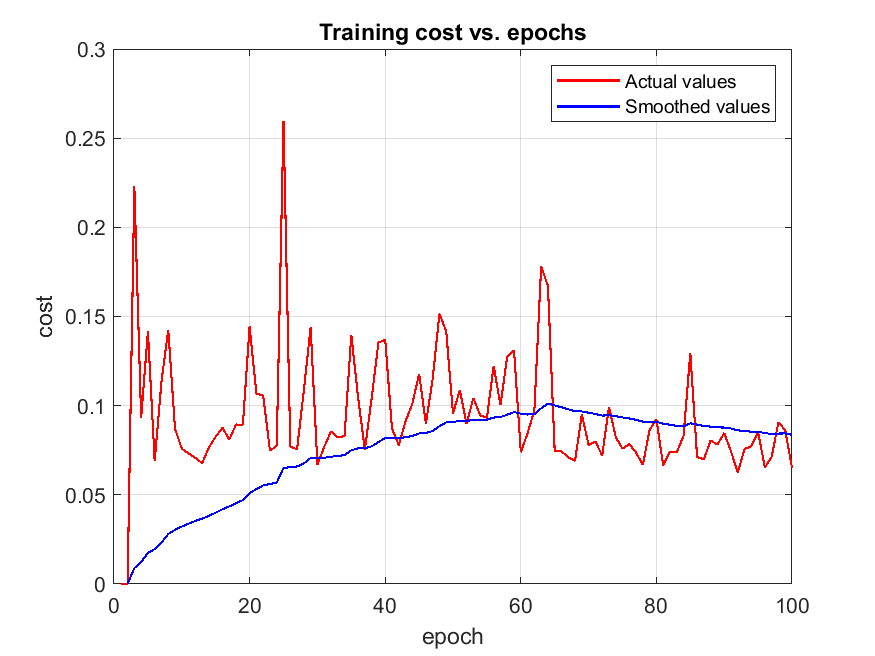 Training cost vs. epochs
0.3
0.25
0.2
0.15
0.1
0.05
0
Actual values
Smoothed values
cost
0
20
40
60
80
100
epoch